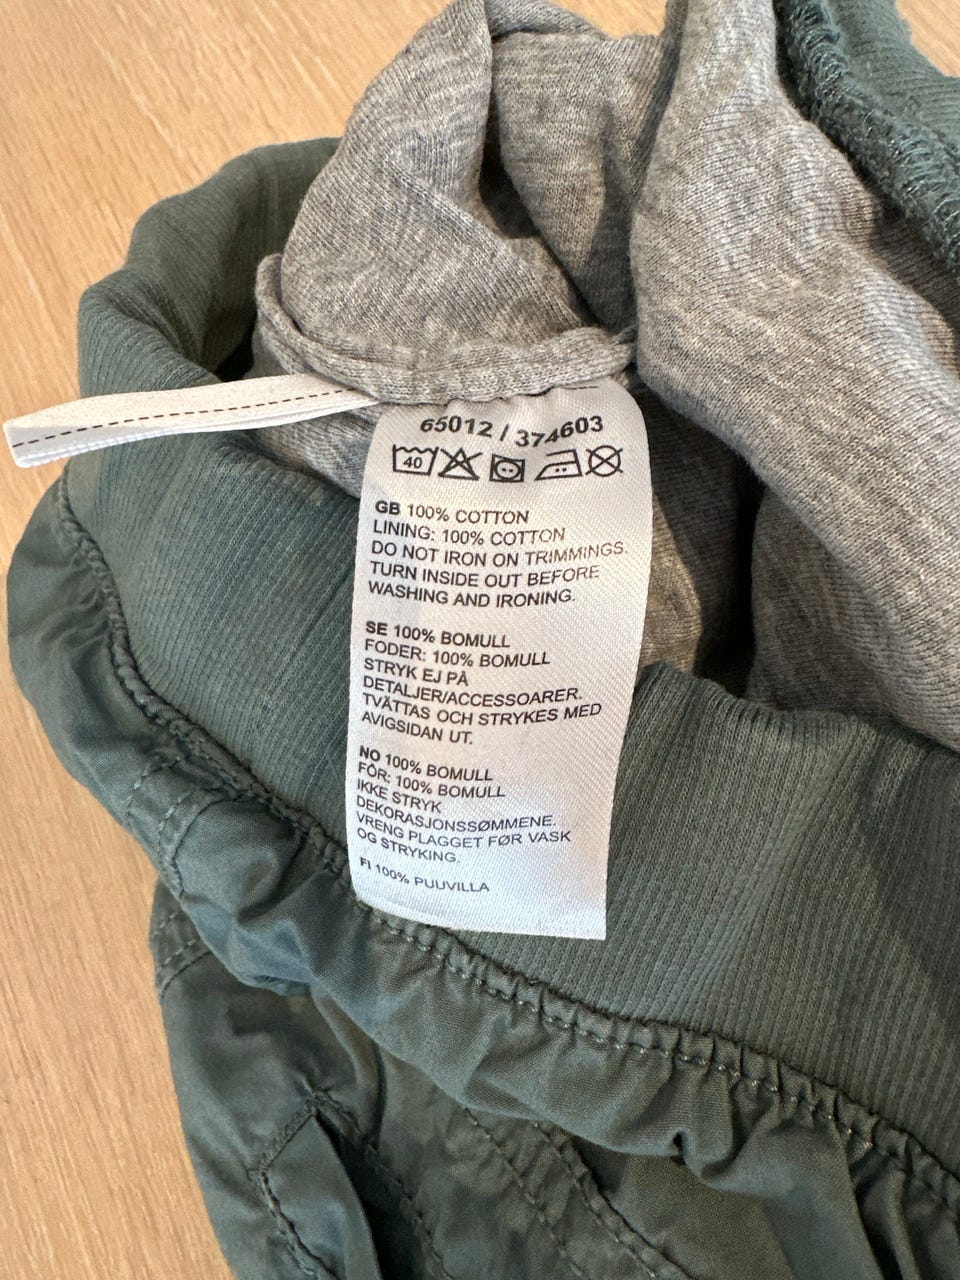 65012 / 374603
40
GB 100% COTTON
LINING: 100% COTTON
DO NOT IRON ON TRIMMINGS.
TURN INSIDE OUT BEFORE
WASHING AND IRONING.
SE 100% BOMULL
FODER: 100% BOMULL
STRYK EJ PÅ
DETALJER/ACCESSOARER.
TVÄTTAS OCH STRYKES MED
AVIGSIDAN UT.
NO 100% BOMULL
FÔR: 100% BOMULL
IKKE STRYK
DEKORASJONSSØMMENE.
VRENG PLAGGET FØR VASK
OG STRYKING.
FI 100% PUUVILLA